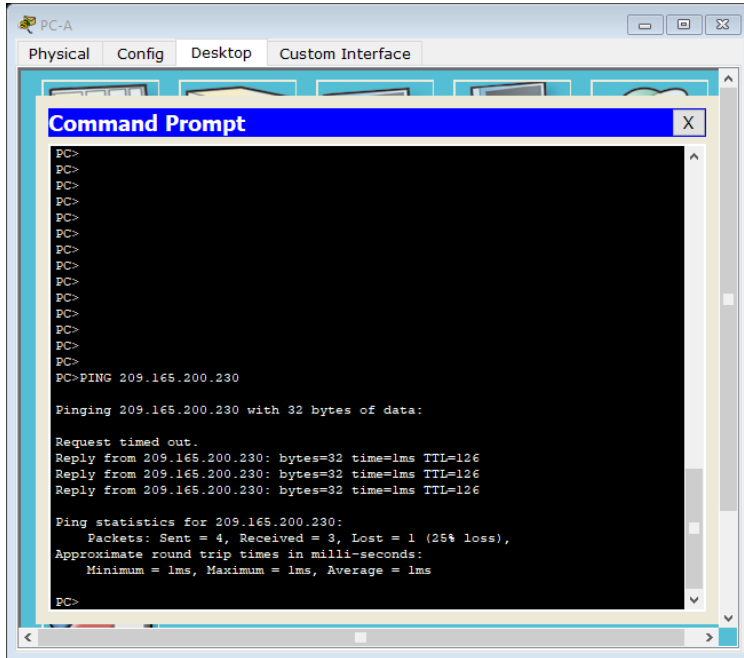 PC-A
Physical Config Desktop Custom Interface
Command Prompt
X
PC>
PC>
PC>
PC>
PC>
PC>
PC>
PC>
PC>
PC>
PC>
PC>
PC>
PC>
PC>PING 209.165.200.230
Pinging 209.165.200.230 with 32 bytes of data:
Request timed out.
Reply from 209.165.200.230: bytes=32 time=1ms TTL=126
Reply from 209.165.200.230: bytes=32 time=1ms TTL=126
Reply from 209.165.200.230: bytes=32 time=1ms TTL=126
Ping statistics for 209.165.200.230:
Packets: Sent = 4, Received = 3, Lost = 1 (25% loss),
Approximate round trip times in milli-seconds:
Minimum = 1ms, Maximum = 1ms, Average = 1ms
PC>